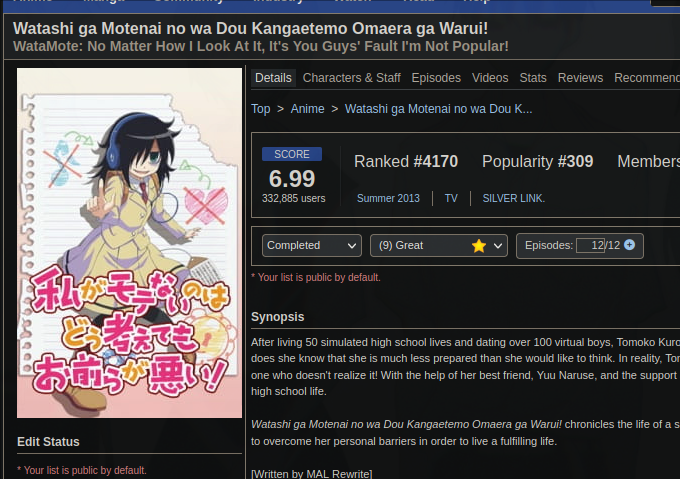 Watashi ga Motenai no wa Dou Kangaetemo Omaera ga Warui!
WataMote: No Matter How I Look At It, It's You Guys' Fault I'm Not Popular!
私がモテないのは
どう考えても
お前らが悪い!
Edit Status
* Your list is public by default.
Details Characters & Staff Episodes Videos Stats Reviews Recommen
Top > Anime > Watashi ga Motenai no wa Dou K...
SCORE
6.99
332,885 users
Ranked #4170 Popularity #309 Members
Summer 2013 TV SILVER LINK.
Completed (9) Great Episodes: 12/12
* Your list is public by default.
Synopsis
After living 50 simulated high school lives and dating over 100 virtual boys, Tomoko Kuro
does she know that she is much less prepared than she would like to think. In reality, Tom
one who doesn't realize it! With the help of her best friend, Yuu Naruse, and the support
high school life.
Watashi ga Motenai no wa Dou Kangaetemo Omaera ga Warui! chronicles the life of a s
to overcome her personal barriers in order to live a fulfilling life.
[Written by MAL Rewrite]